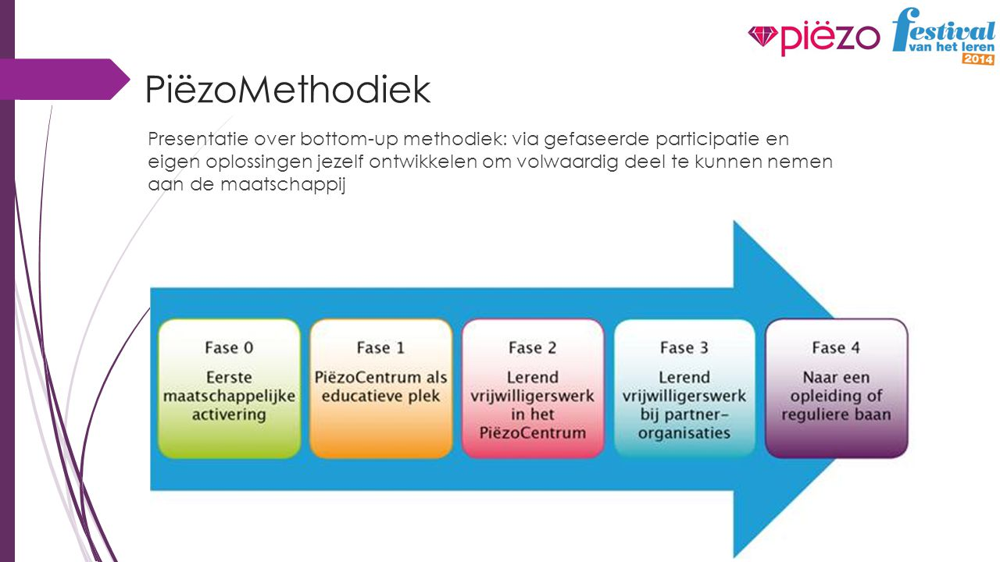 piëzo
festival
van het leren
2014
PiëzoMethodiek
Presentatie over bottom-up methodiek: via gefaseerde participatie en
eigen oplossingen jezelf ontwikkelen om volwaardig deel te kunnen nemen
aan de maatschappij
Fase 0
Eerste
maatschappelijke
activering
Fase 1
PiëzoCentrum als
educatieve plek
Fase 2
Lerend
vrijwilligerswerk
in het
PiëzoCentrum
Fase 3
Lerend
vrijwilligerswerk
bij partner-
organisaties
Fase 4
Naar een
opleiding of
reguliere baan